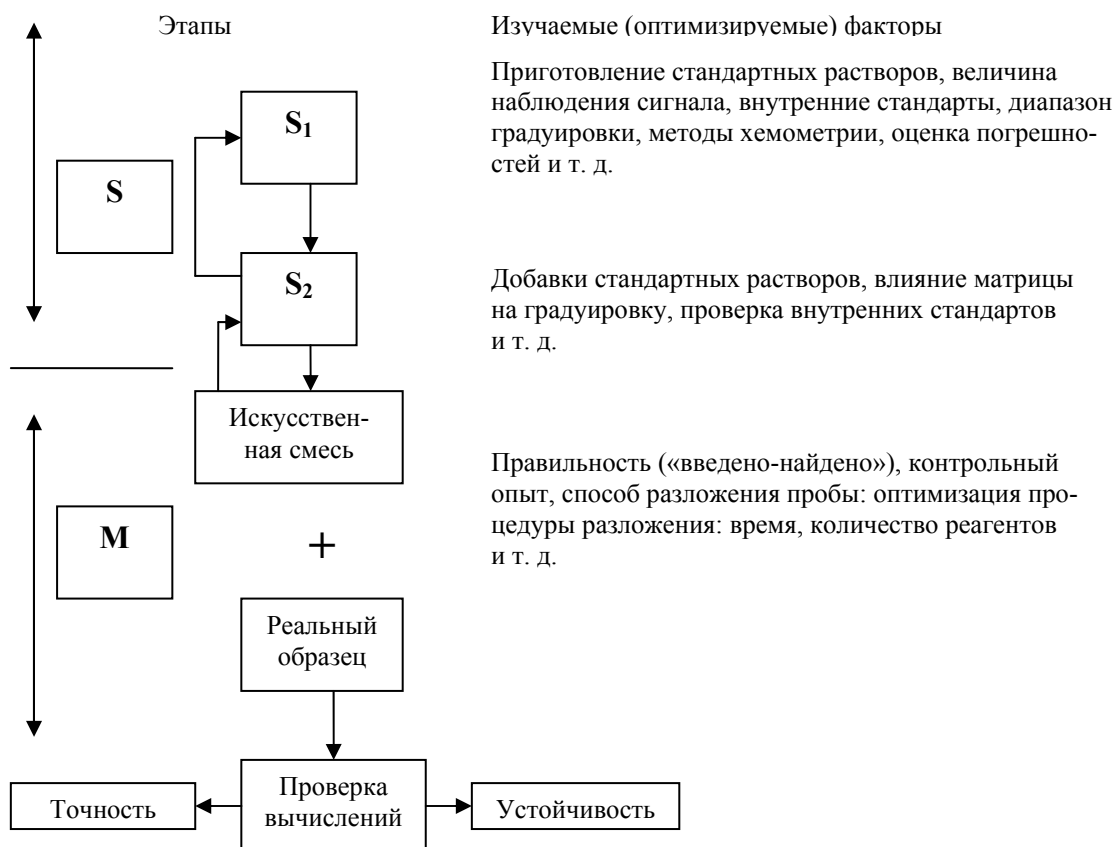 Этапы
Изучаемые (оптимизируемые) факторы
Приготовление стандартных растворов, величина
наблюдения сигнала, внутренние стандарты, диапазон
градуировки, методы хемометрии, оценка погрешно-
стей и т. д.
S₁
S
S₂
Добавки стандартных растворов, влияние матрицы
на градуировку, проверка внутренних стандартов
и т. д.
Искусствен-
ная смесь
Правильность («введено-найдено»), контрольный
опыт, способ разложения пробы: оптимизация про-
цедуры разложения: время, количество реагентов
и т. д.
М
+
Реальный
образец
Точность
Проверка
вычислений
Устойчивость